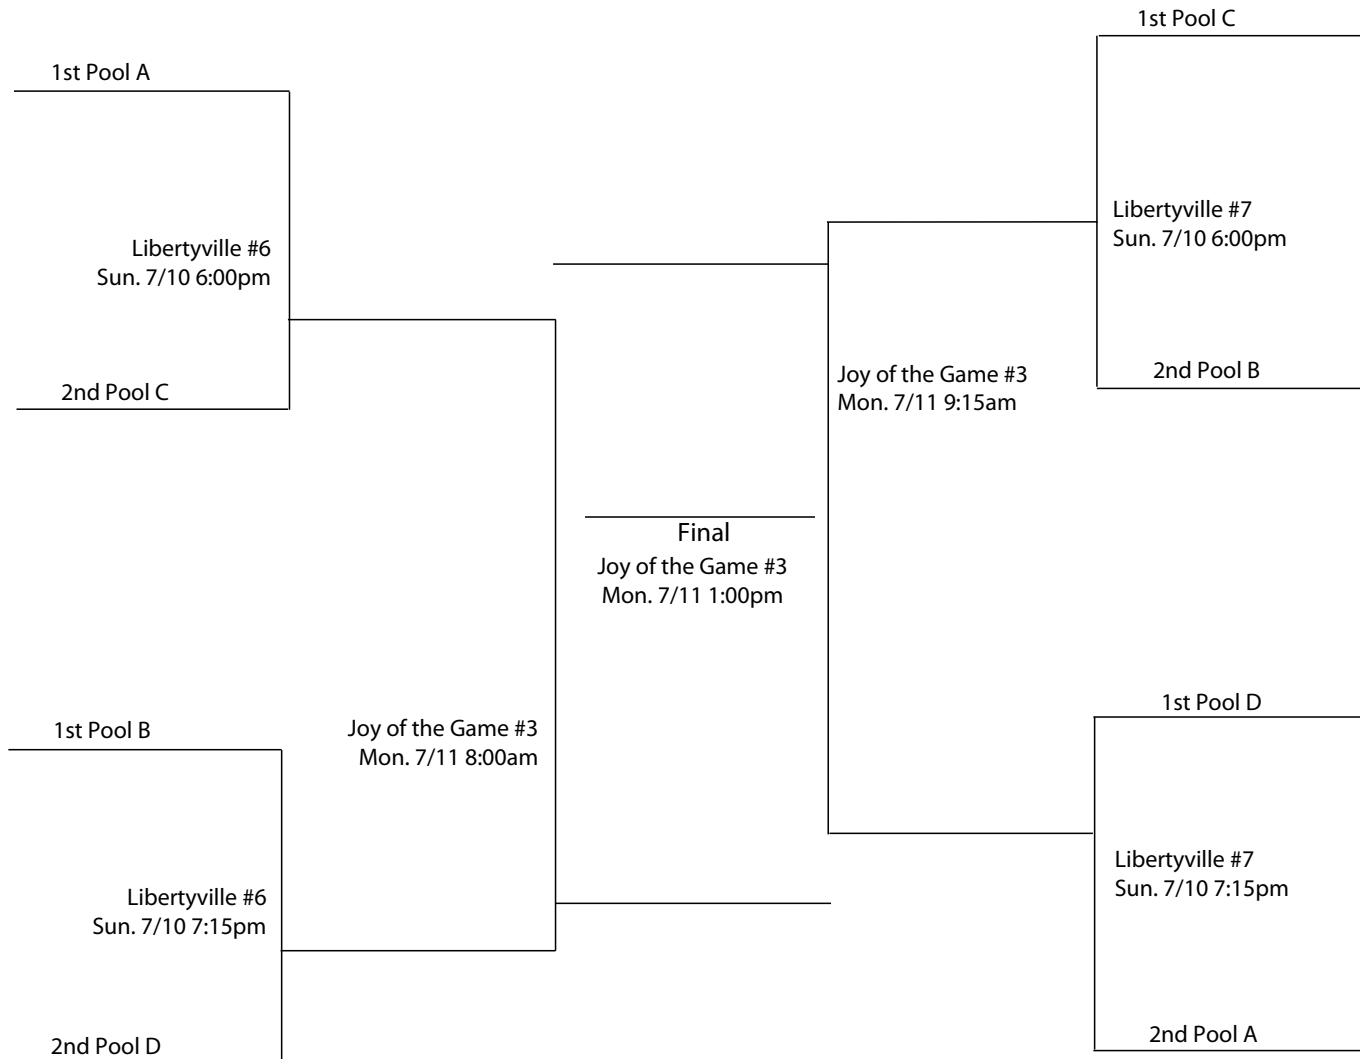 1st Pool C
1st Pool A
Libertyville #7
Sun. 7/10 6:00pm
Libertyville #6
Sun. 7/10 6:00pm
2nd Pool B
Joy of the Game #3
Mon. 7/11 9:15am
2nd Pool C
Final
Joy of the Game #3
Mon. 7/11 1:00pm
1st Pool D
1st Pool B
Joy of the Game #3
Mon. 7/11 8:00am
Libertyville #7
Sun. 7/10 7:15pm
Libertyville #6
Sun. 7/10 7:15pm
2nd Pool A
2nd Pool D